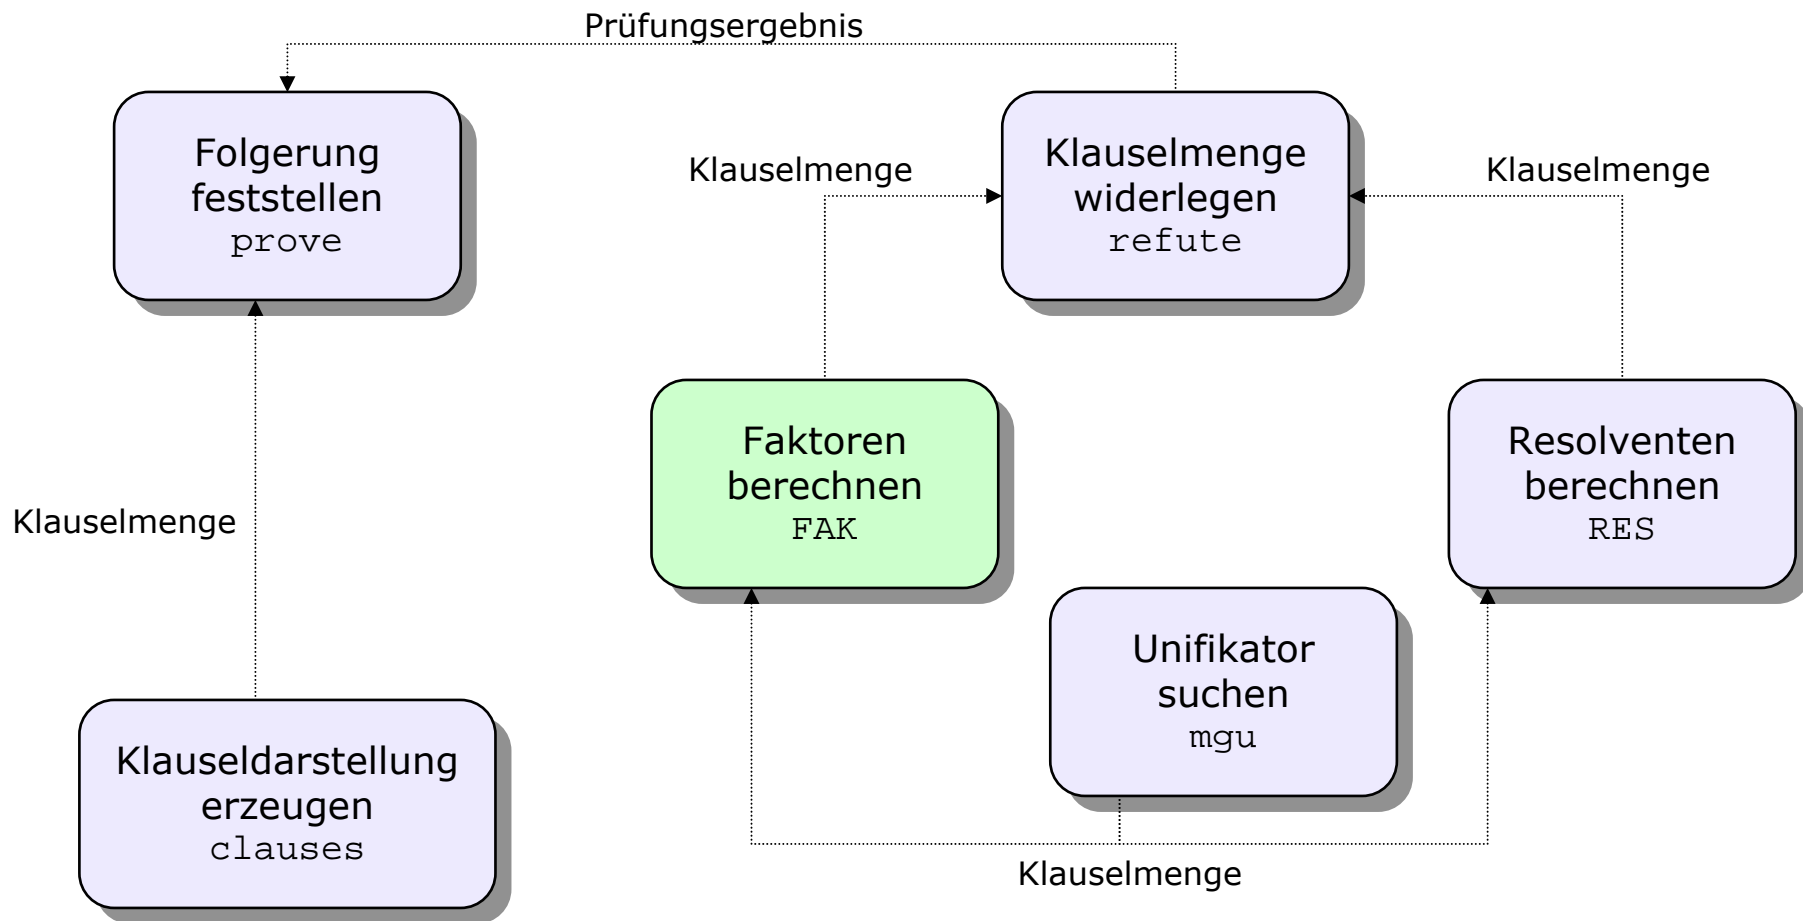 Prüfungsergebnis
Folgerung
feststellen
prove
Klauselmenge
Klauselmenge
widerlegen
refute
Klauselmenge
Faktoren
berechnen
FAK
Resolventen
berechnen
RES
Klauselmenge
Unifikator
suchen
mgu
Klauseldarstellung
erzeugen
clauses
Klauselmenge